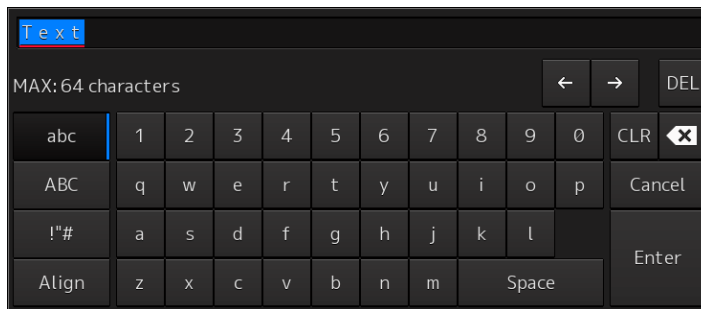 Text
MAX: 64 characters
← → DEL
abc 1 2 3 4 5 6 7 8 9 0 CLR
ABC q w e r t y u i o p Cancel
!"# a s d f g h j k l
Enter
Align z x c v b n m Space